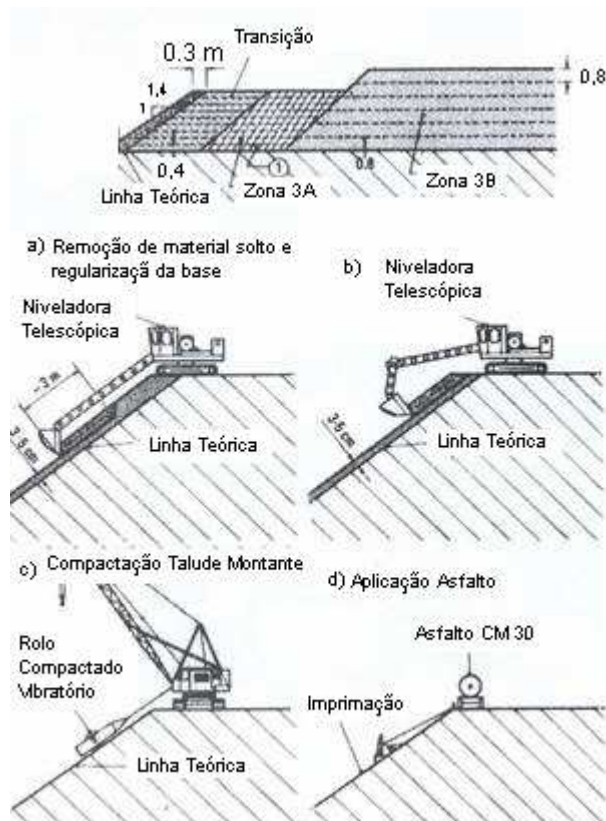 Transição
0.3 m
0,8
1,4
1
Linha Teórica
0,4
Zona 3A
1
0.8
Zona 3B
a) Remoção de material solto e
regularizaçã da base
b) Niveladora
Telescópica
Niveladora
Telescópica
~3 m
3-5 cm
Linha Teórica
3-5 cm
Linha Teórica
c) Compactação Talude Montante
d) Aplicação Asfalto
Rolo
Compactado
Vibratório
Linha Teórica
Asfalto CM 30
Imprimação